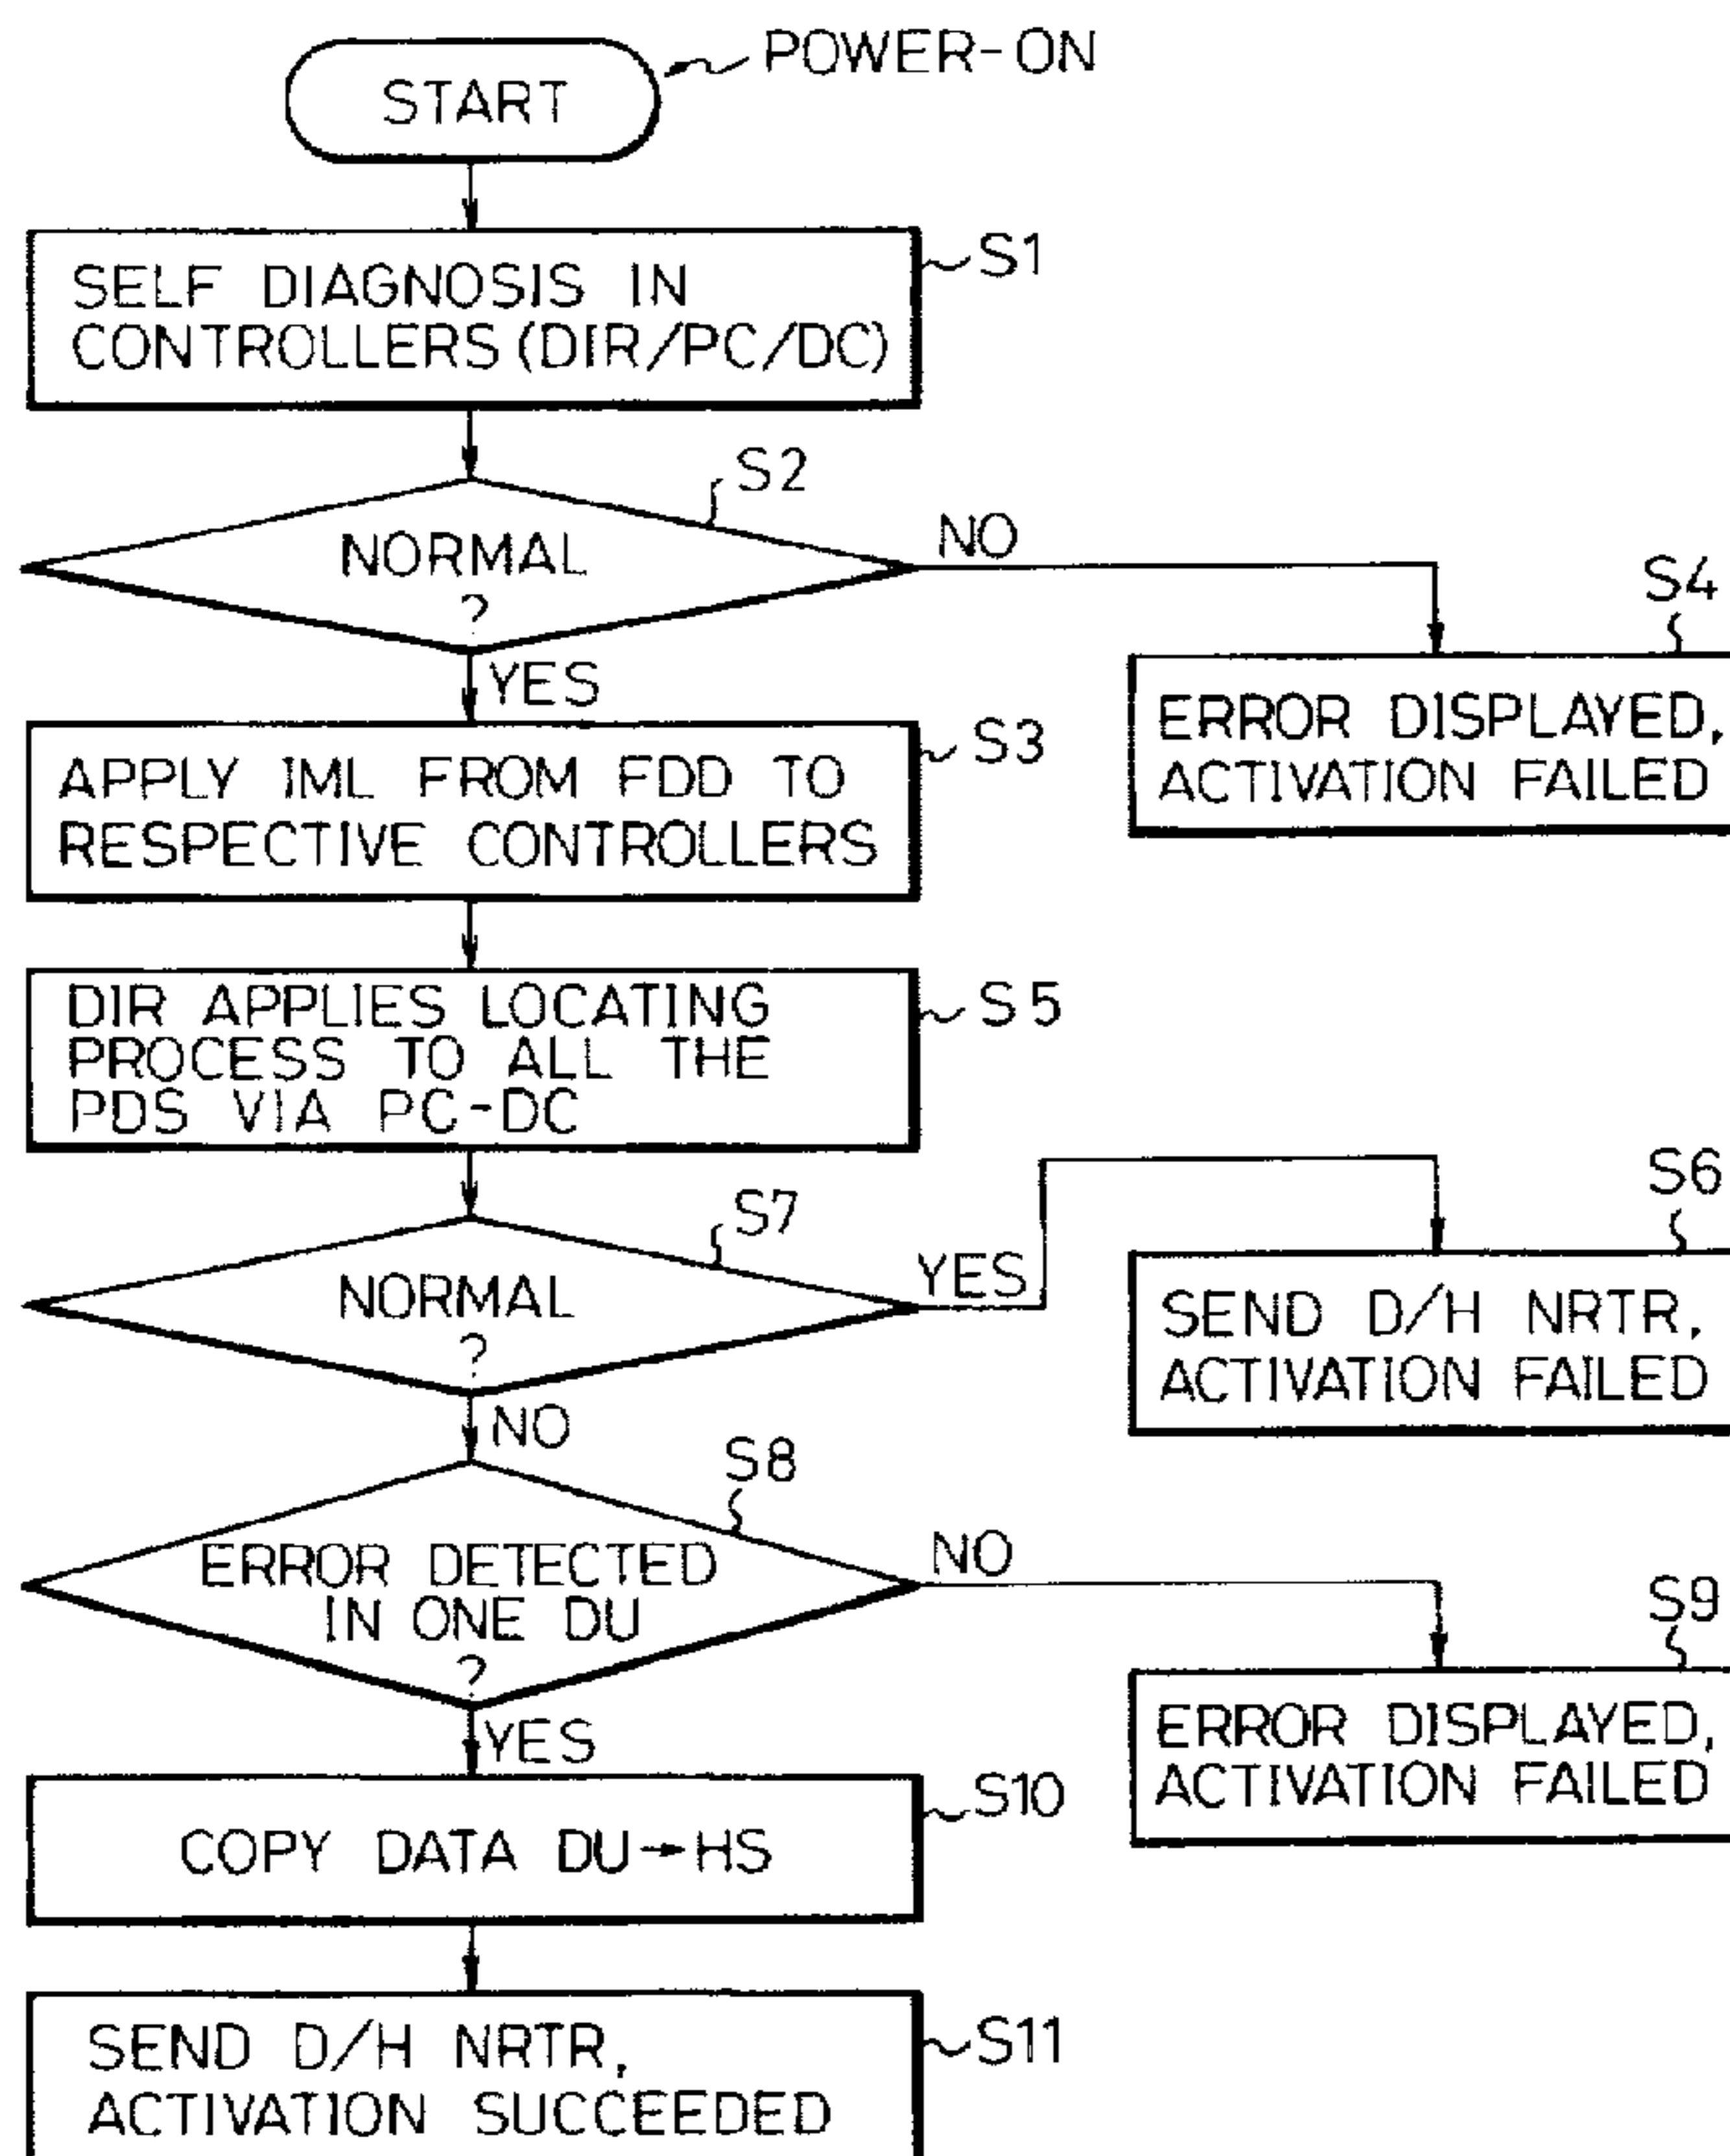 POWER-ON
START
S1
SELF DIAGNOSIS IN
CONTROLLERS (DIR/PC/DC)
S2
NORMAL
?
NO
YES
S4
ERROR DISPLAYED,
ACTIVATION FAILED
S3
APPLY IML FROM FDD TO
RESPECTIVE CONTROLLERS
S5
DIR APPLIES LOCATING
PROCESS TO ALL THE
PDS VIA PC-DC
S7
NORMAL
?
YES
NO
S6
SEND D/H NRTR,
ACTIVATION FAILED
S8
ERROR DETECTED
IN ONE DU
?
NO
YES
S9
ERROR DISPLAYED,
ACTIVATION FAILED
S10
COPY DATA DU→HS
S11
SEND D/H NRTR,
ACTIVATION SUCCEEDED